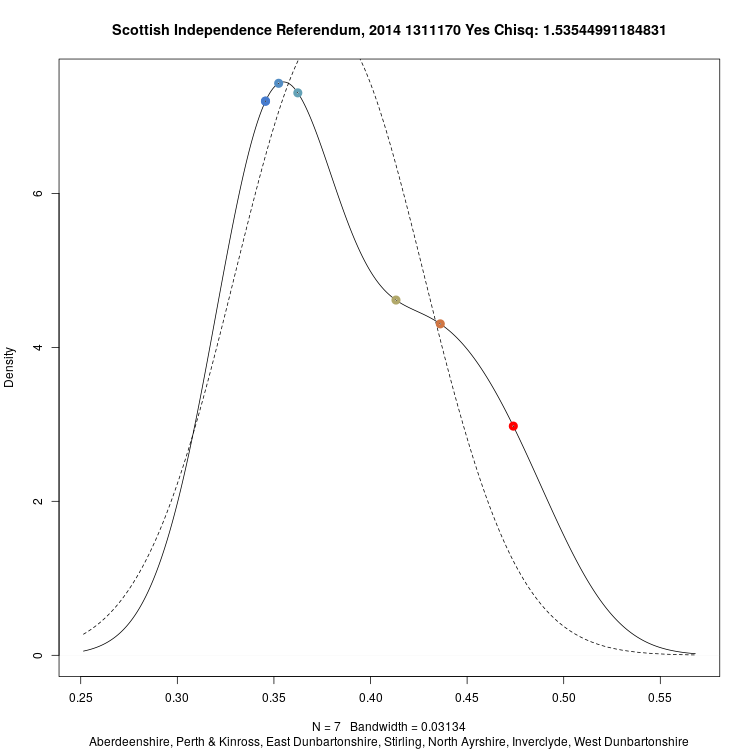 Scottish Independence Referendum, 2014 1311170 Yes Chisq: 1.53544991184831
Density
6
4
2
0
0.25 0.30 0.35 0.40 0.45 0.50 0.55
N = 7 Bandwidth = 0.03134
Aberdeenshire, Perth & Kinross, East Dunbartonshire, Stirling, North Ayrshire, Inverclyde, West Dunbartonshire